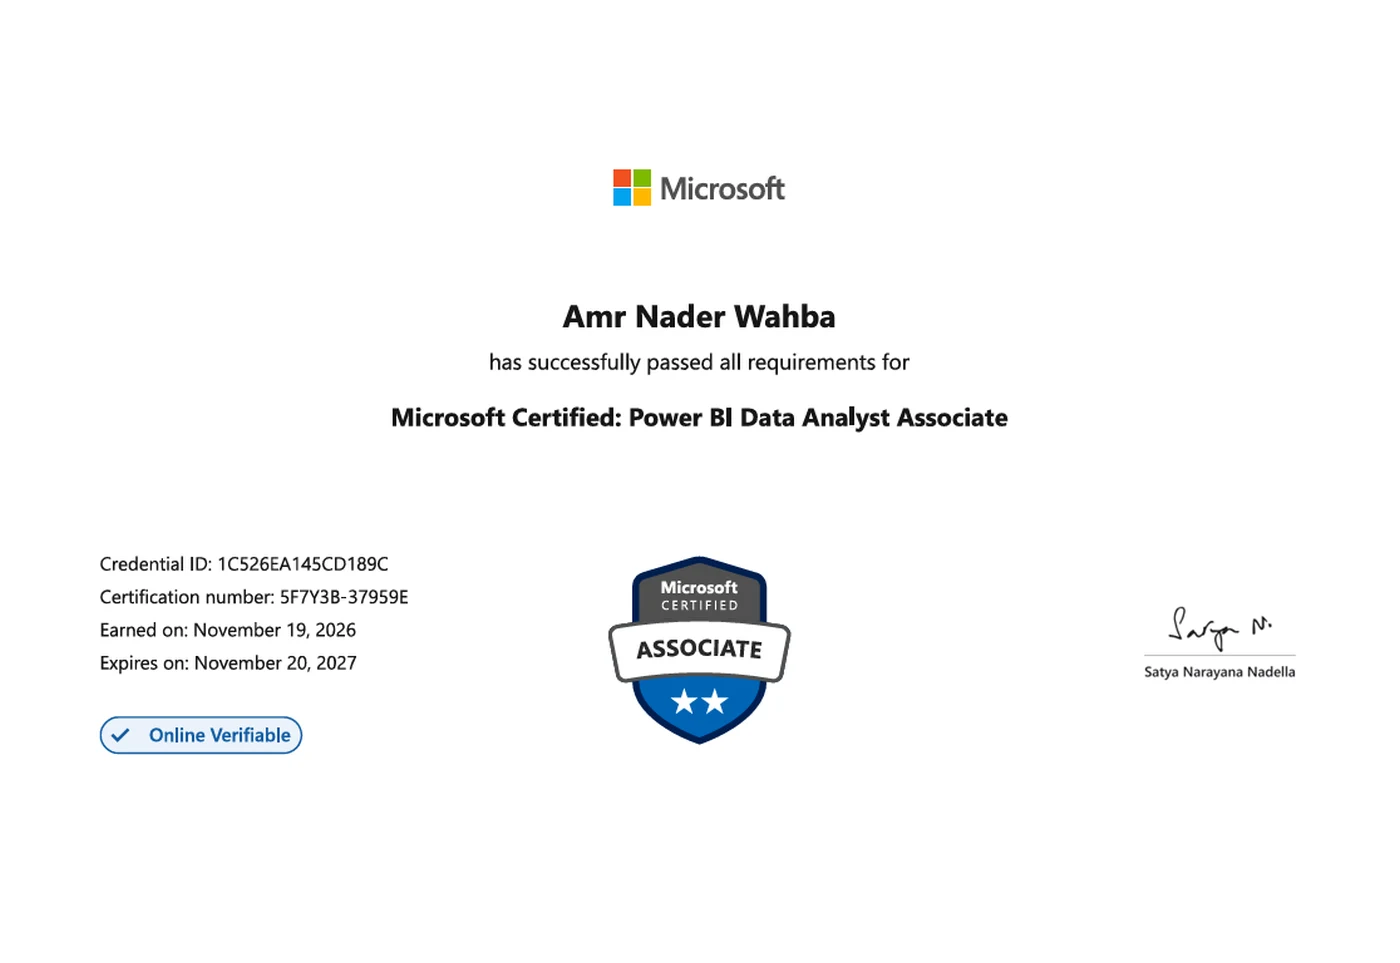 Microsoft
Amr Nader Wahba
has successfully passed all requirements for
Microsoft Certified: Power BI Data Analyst Associate
Credential ID: 1C526EA145CD189C
Certification number: 5F7Y3B-37959E
Earned on: November 19, 2026
Expires on: November 20, 2027
Online Verifiable
Microsoft
CERTIFIED
ASSOCIATE
Satya N.
Satya Narayana Nadella